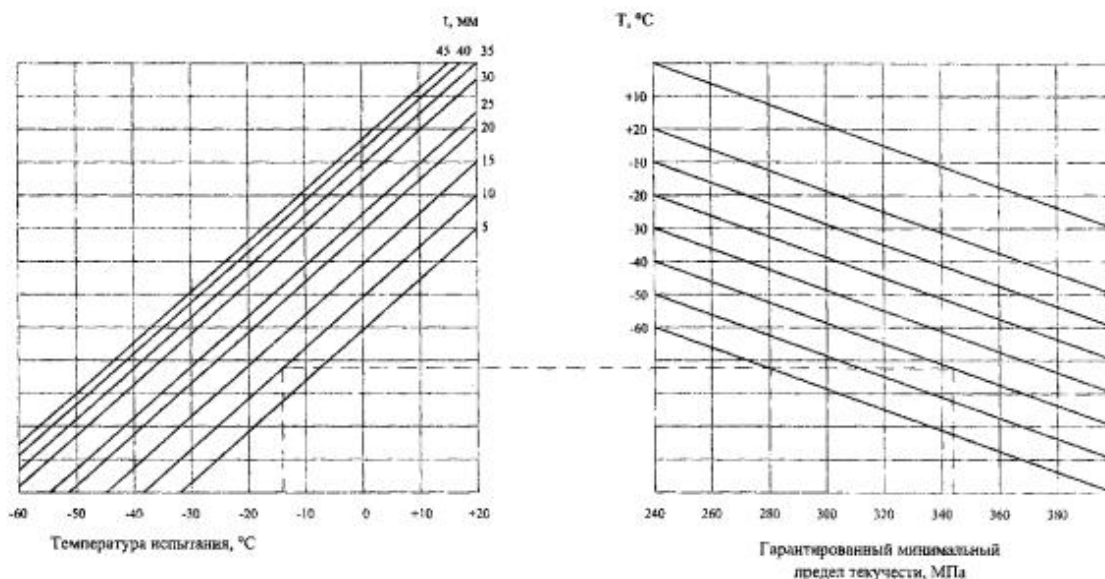 t, мм
45 40 35
30
25
20
15
10
5
-60 -50 -40 -30 -20 -10 0 +10 +20
Температура испытания, °C
T, °C
+10
+20
-10
-20
-30
-40
-50
-60
240 260 280 300 320 340 360 380
Гарантированный минимальный
предел текучести, МПа